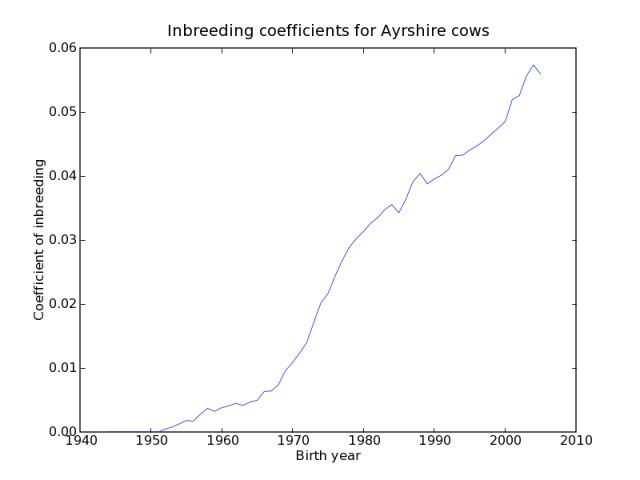 Inbreeding coefficients for Ayrshire cows
0.06
0.05
0.04
0.03
0.02
0.01
0.00
Coefficient of inbreeding
1940 1950 1960 1970 1980 1990 2000 2010
Birth year